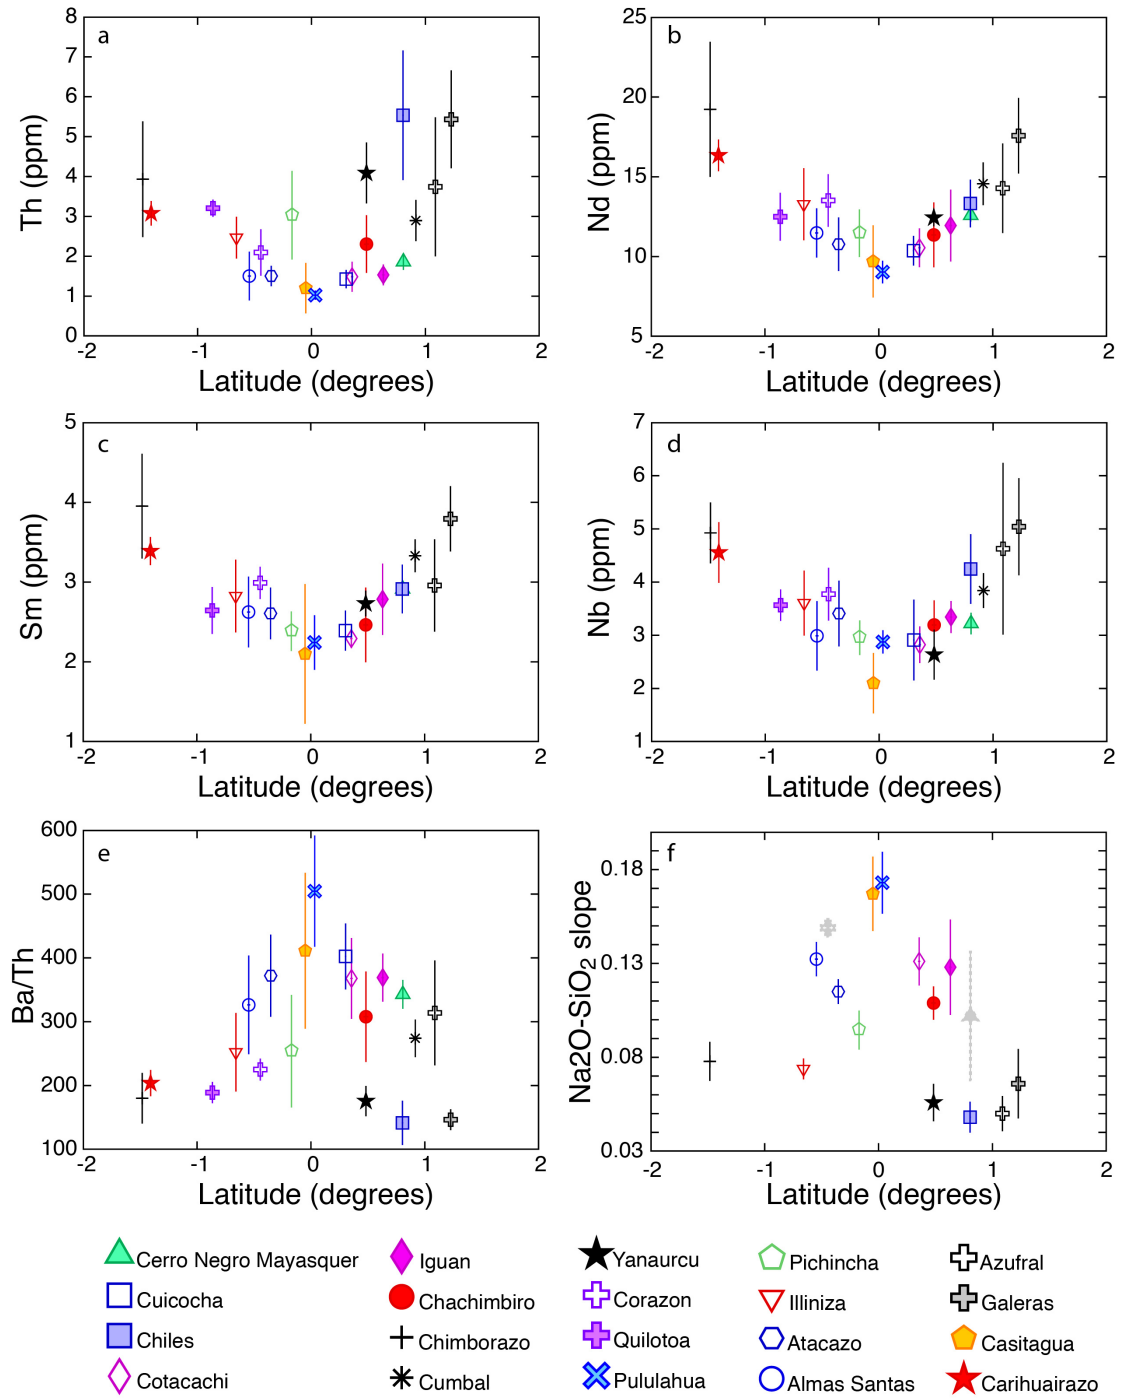 a
Th (ppm)
8
7
6
5
4
3
2
1
0
-2
-1
0
1
2
Latitude (degrees)
b
Nd (ppm)
25
20
15
10
5
-2
-1
0
1
2
Latitude (degrees)
c
Sm (ppm)
5
4
3
2
1
-2
-1
0
1
2
Latitude (degrees)
d
Nb (ppm)
7
6
5
4
3
2
1
-2
-1
0
1
2
Latitude (degrees)
e
Ba/Th
600
500
400
300
200
100
-2
-1
0
1
2
Latitude (degrees)
f
Na2O-SiO₂ slope
0.18
0.13
0.08
0.03
-2
-1
0
1
2
Latitude (degrees)
Cerro Negro Mayasquer
Iguan
Yanaurcu
Pichincha
Azufral
Cuicocha
Chachimbiro
Corazon
Illiniza
Galeras
Chiles
Chimborazo
Quilotoa
Atacazo
Casitagua
Cotacachi
Cumbal
Pululahua
Almas Santas
Carihuairazo